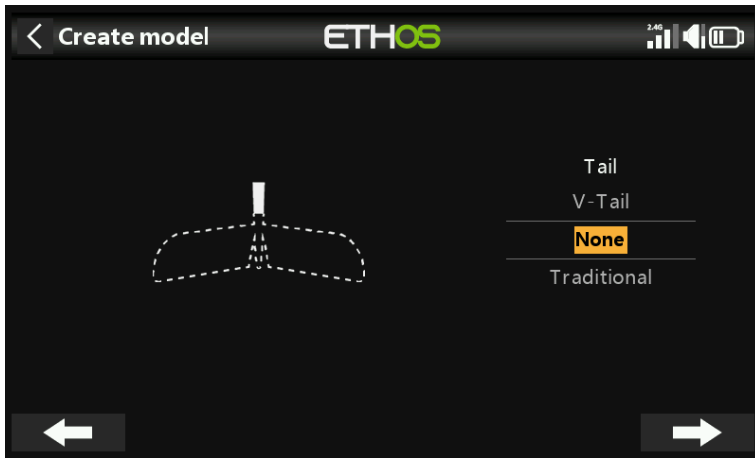 Create model
ETHOS
2.4G
Tail
V-Tail
None
Traditional